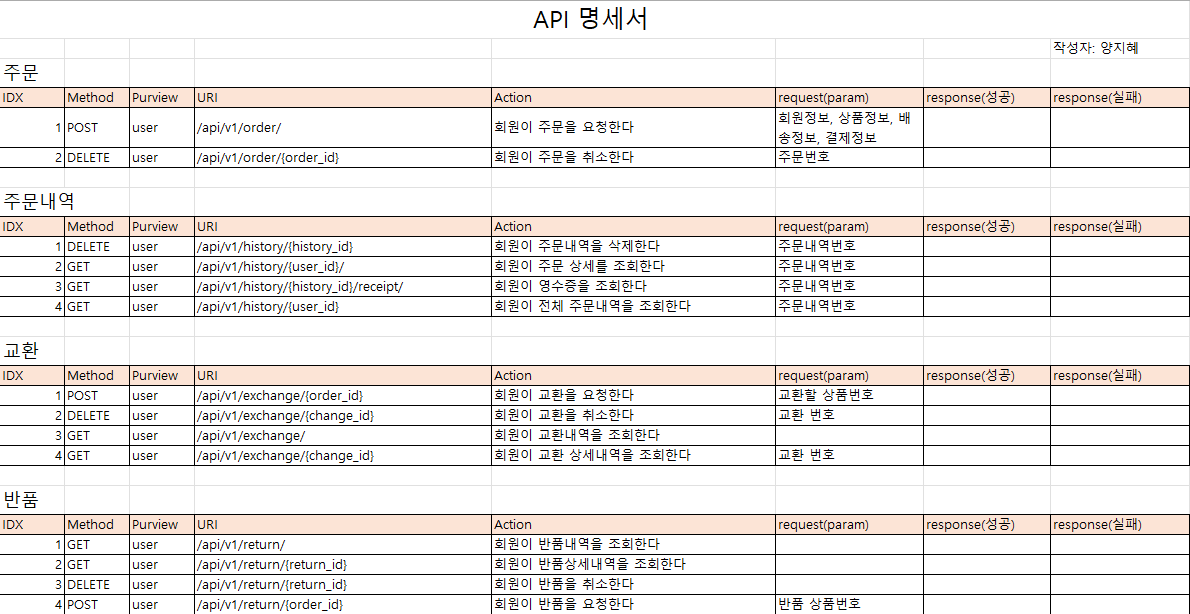 API 명세서
작성자: 양지혜
주문
IDX Method Purview URI Action request(param) response(성공) response(실패)
1 POST user /api/v1/order/ 회원이 주문을 요청한다 회원정보, 상품정보, 배
송정보, 결제정보
2 DELETE user /api/v1/order/{order_id} 회원이 주문을 취소한다 주문번호
주문내역
IDX Method Purview URI Action request(param) response(성공) response(실패)
1 DELETE user /api/v1/history/{history_id} 회원이 주문내역을 삭제한다 주문내역번호
2 GET user /api/v1/history/{user_id}/ 회원이 주문 상세를 조회한다 주문내역번호
3 GET user /api/v1/history/{history_id}/receipt/ 회원이 영수증을 조회한다 주문내역번호
4 GET user /api/v1/history/{user_id} 회원이 전체 주문내역을 조회한다 주문내역번호
교환
IDX Method Purview URI Action request(param) response(성공) response(실패)
1 POST user /api/v1/exchange/{order_id} 회원이 교환을 요청한다 교환할 상품번호
2 DELETE user /api/v1/exchange/{change_id} 회원이 교환을 취소한다 교환 번호
3 GET user /api/v1/exchange/ 회원이 교환내역을 조회한다
4 GET user /api/v1/exchange/{change_id} 회원이 교환 상세내역을 조회한다 교환 번호
반품
IDX Method Purview URI Action request(param) response(성공) response(실패)
1 GET user /api/v1/return/ 회원이 반품내역을 조회한다
2 GET user /api/v1/return/{return_id} 회원이 반품상세내역을 조회한다
3 DELETE user /api/v1/return/{return_id} 회원이 반품을 취소한다
4 POST user /api/v1/return/{order_id} 회원이 반품을 요청한다 반품 상품번호